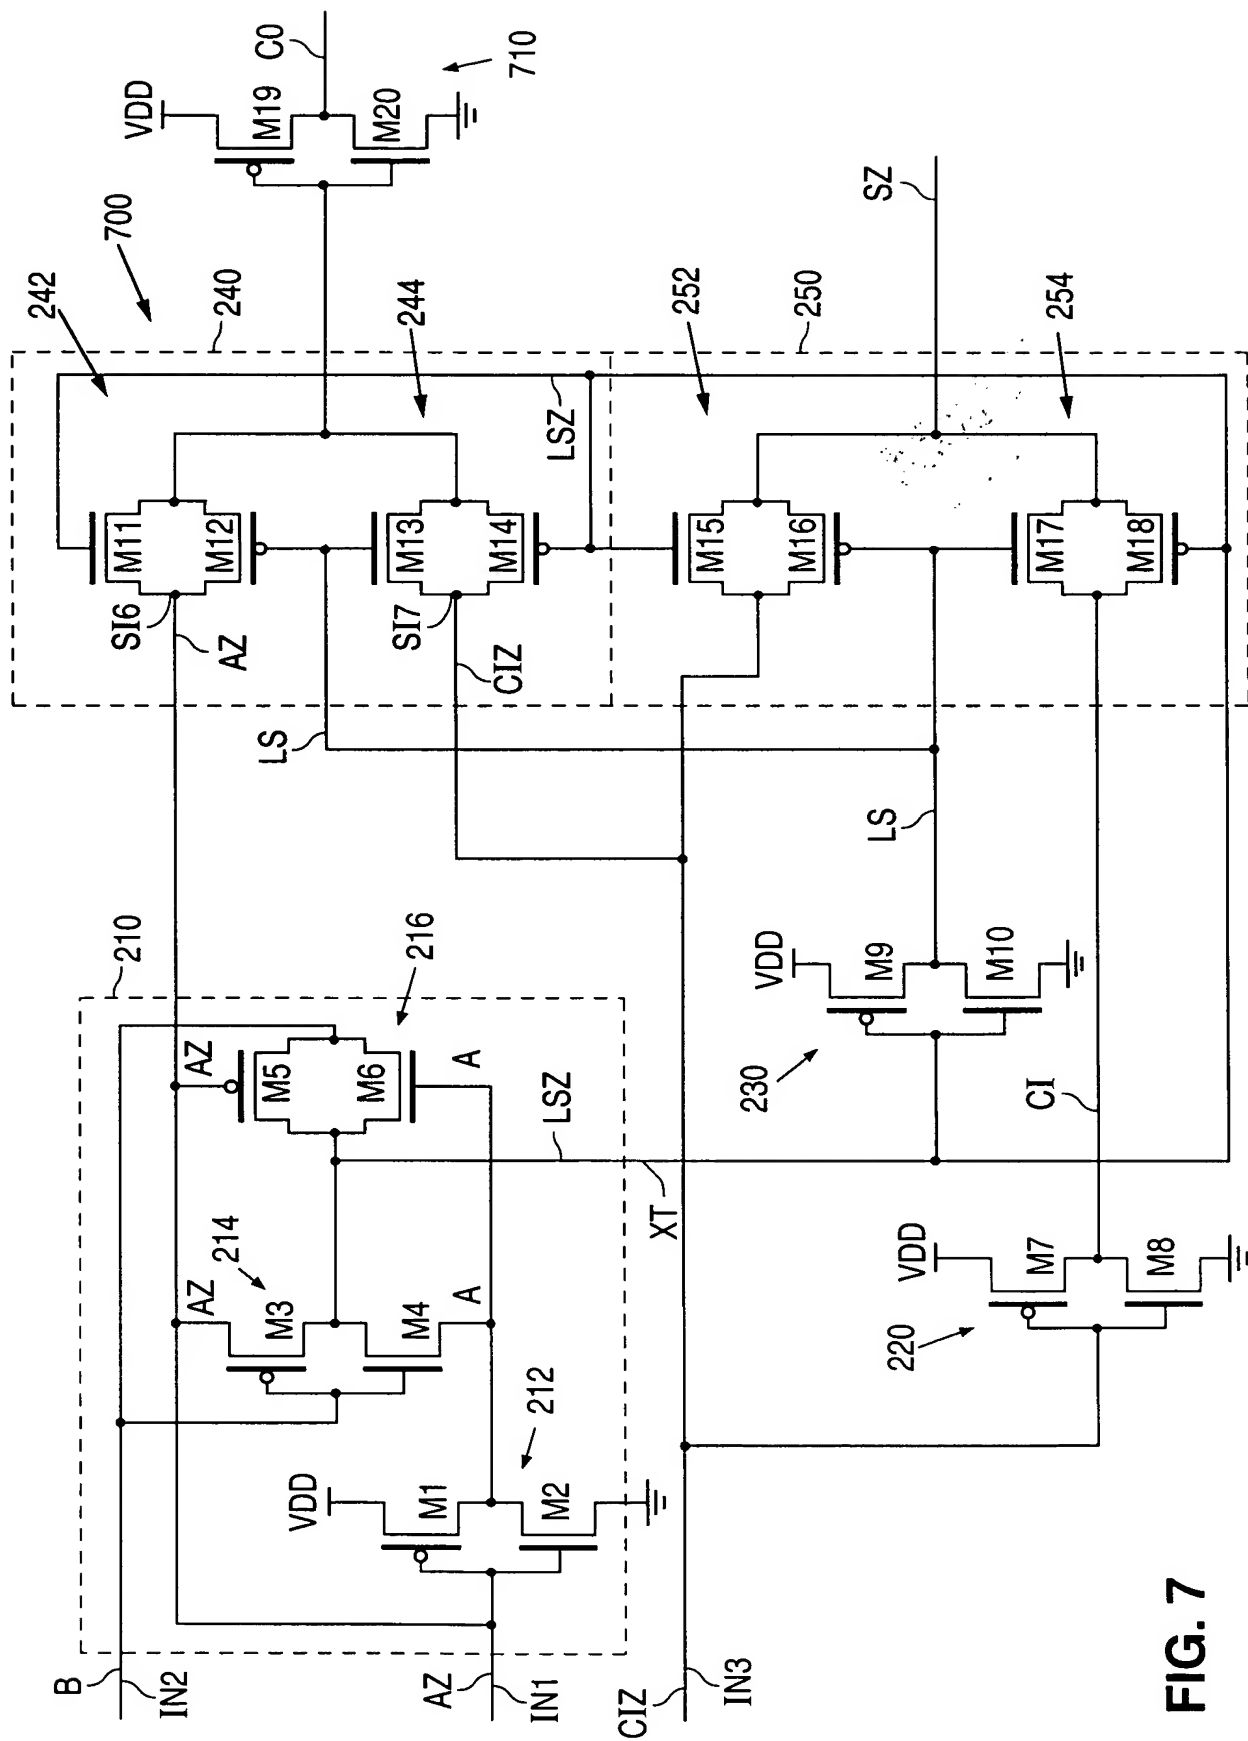 B
242
IN2
210
SI6
700
VDD
AZ
AZ
AZ
M11
240
214
M12
M19
CO
M3
M5
LS
VDD
M6
M20
M4
216
SI7
M13
244
M1
AZ
A
A
CIZ
M14
710
IN1
M2
212
LSZ
LSZ
CIZ
XT
M15
252
IN3
VDD
M16
230
M9
LS
250
SZ
220
VDD
M10
M7
CI
M17
254
M8
M18
FIG. 7